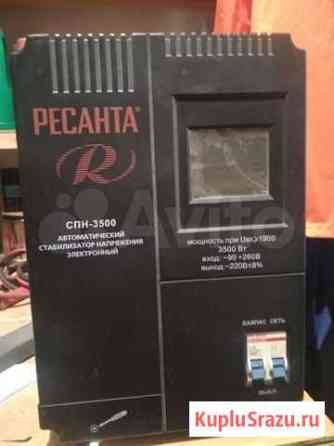 РЕСАНТА®
R
СПН-3500
АВТОМАТИЧЕСКИЙ
СТАБИЛИЗАТОР НАПРЯЖЕНИЯ
ЭЛЕКТРОННЫЙ
мощность при Uвх≥190В
3500 Вт
вход: ~90÷260В
выход:~220В±8%
БАЙПАС СЕТЬ
ВЫКЛ
Avito
KupluSrazu.ru